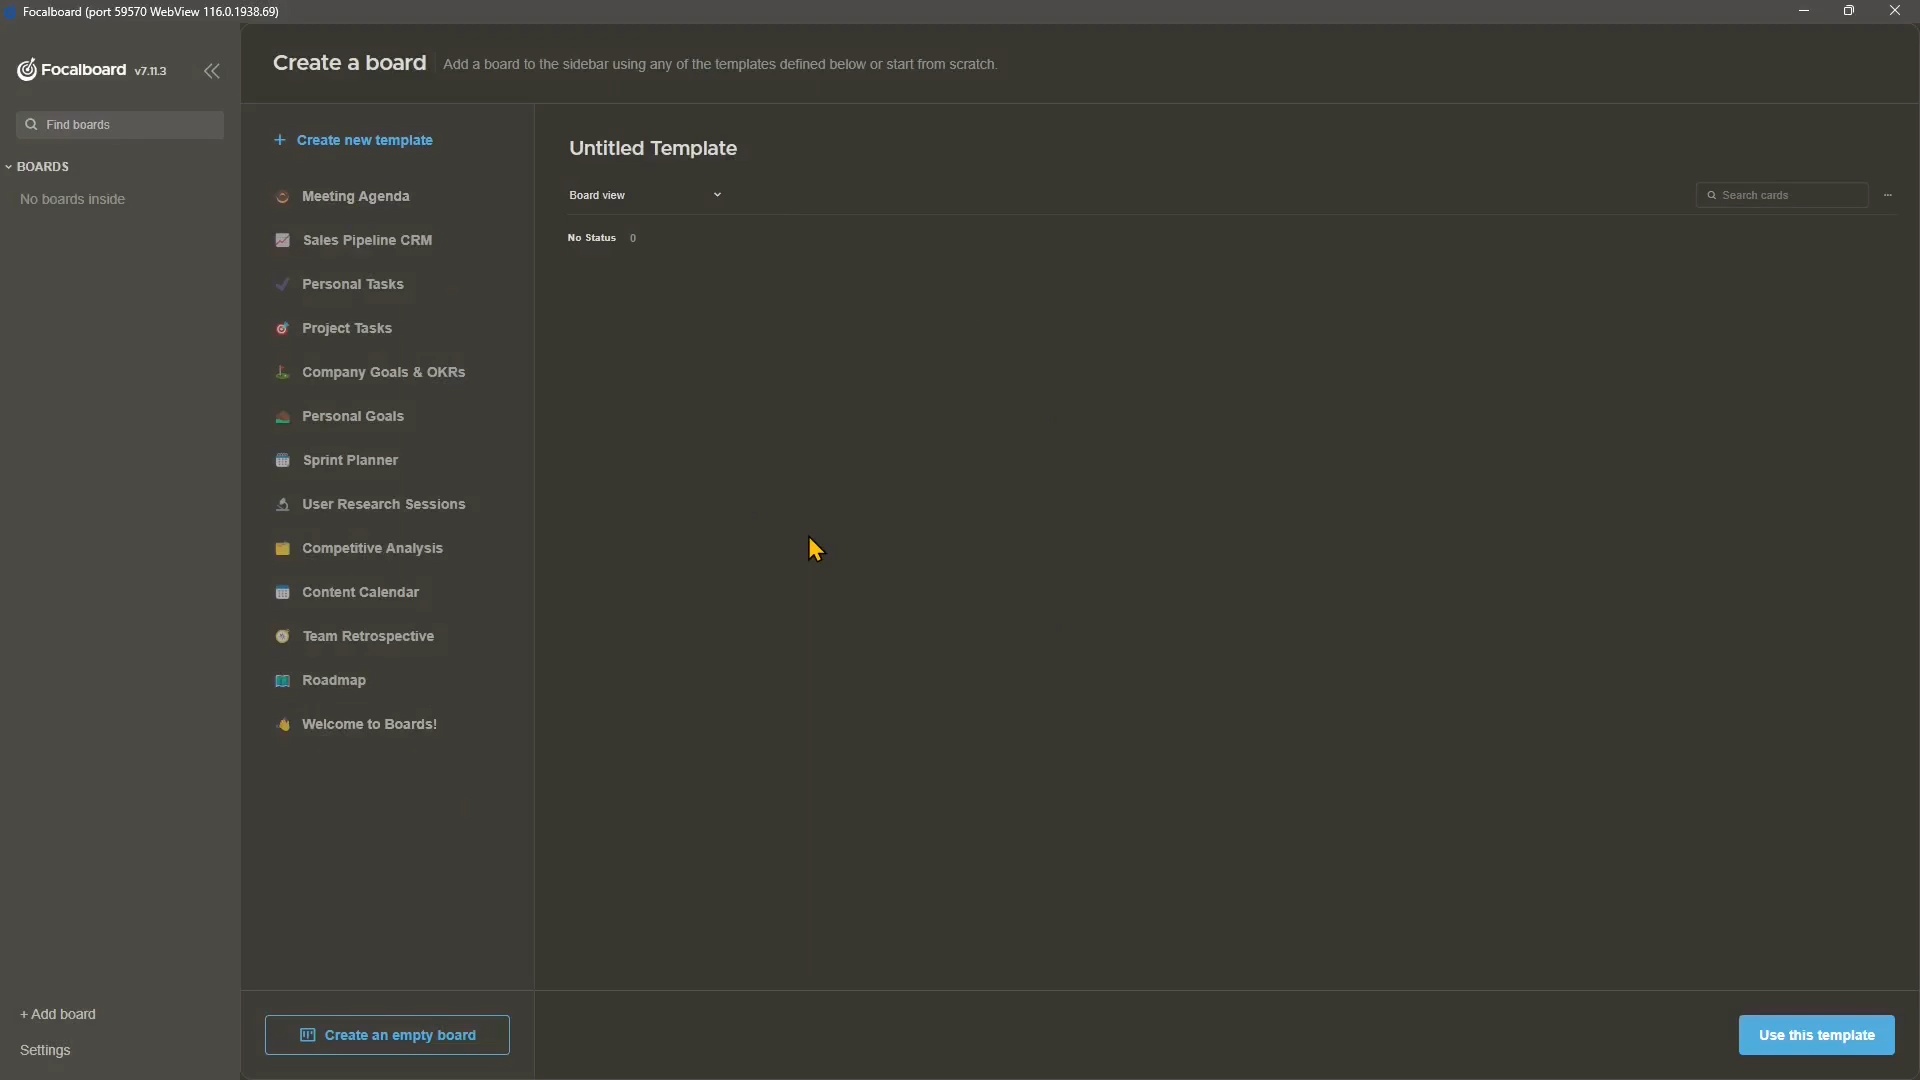 Focalboard (port 59570 WebView 116.0.1938.69)
Focalboard v7.11.3
Find boards
BOARDS
No boards inside
+ Add board
Settings
Create a board
Add a board to the sidebar using any of the templates defined below or start from scratch.
+ Create new template
Meeting Agenda
Sales Pipeline CRM
Personal Tasks
Project Tasks
Company Goals & OKRs
Personal Goals
Sprint Planner
User Research Sessions
Competitive Analysis
Content Calendar
Team Retrospective
Roadmap
Welcome to Boards!
Create an empty board
Untitled Template
Board view
Search cards
No Status 0
Use this template